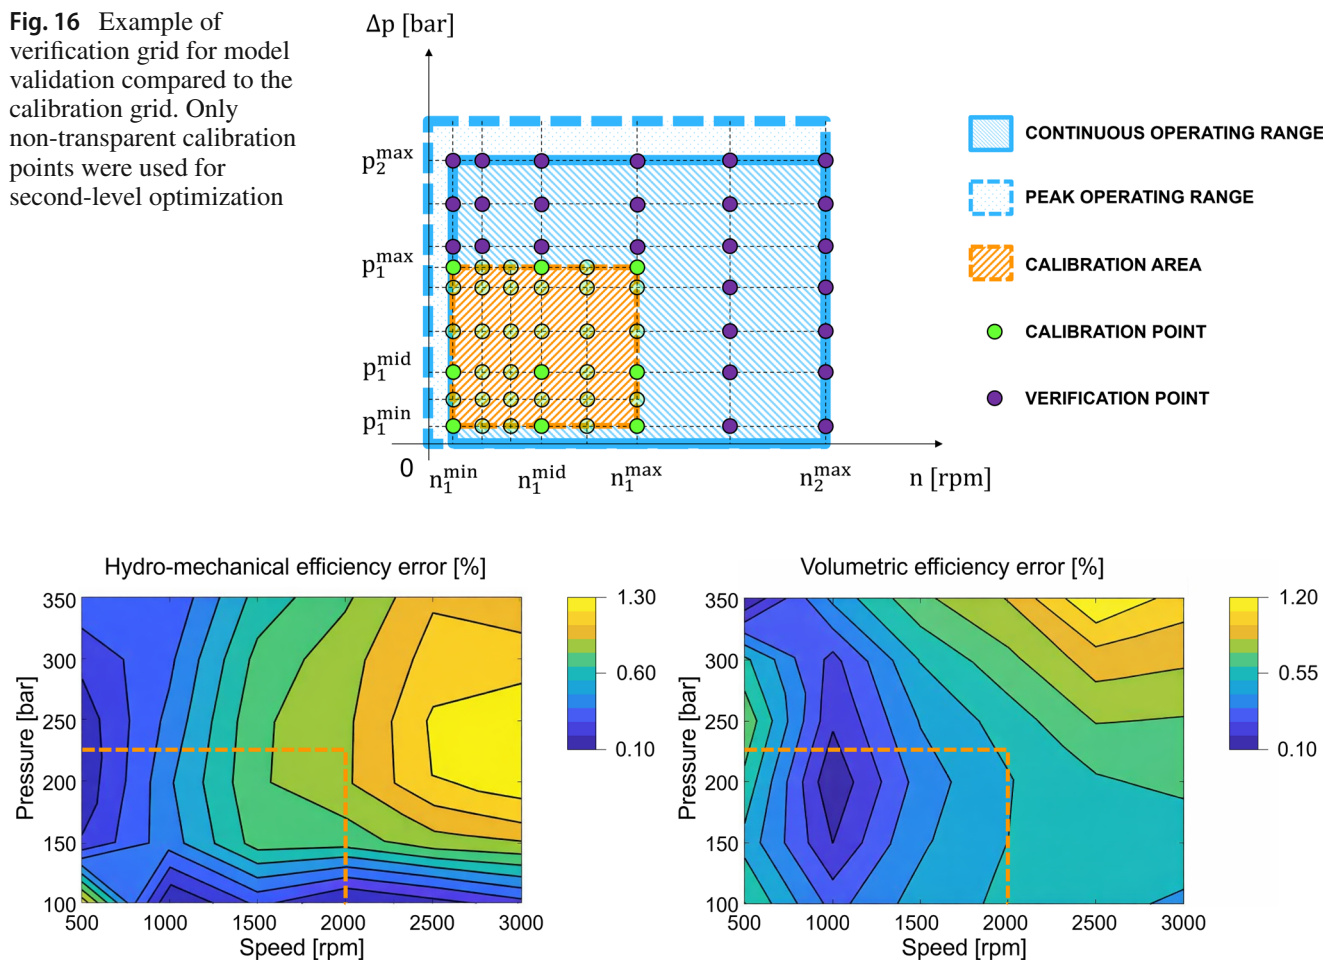 Fig. 16 Example of
verification grid for model
validation compared to the
calibration grid. Only
non-transparent calibration
points were used for
second-level optimization
Δp [bar]
p₂ᵐᵃˣ
p₁ᵐᵃˣ
p₁ᵐⁱᵈ
p₁ᵐⁱⁿ
0
n₁ᵐⁱⁿ
n₁ᵐⁱᵈ
n₁ᵐᵃˣ
n₂ᵐᵃˣ
n [rpm]
CONTINUOUS OPERATING RANGE
PEAK OPERATING RANGE
CALIBRATION AREA
CALIBRATION POINT
VERIFICATION POINT
Hydro-mechanical efficiency error [%]
Pressure [bar]
350
300
250
200
150
100
500
1000
1500
2000
2500
3000
Speed [rpm]
1.30
0.60
0.10
Volumetric efficiency error [%]
Pressure [bar]
350
300
250
200
150
100
500
1000
1500
2000
2500
3000
Speed [rpm]
1.20
0.55
0.10